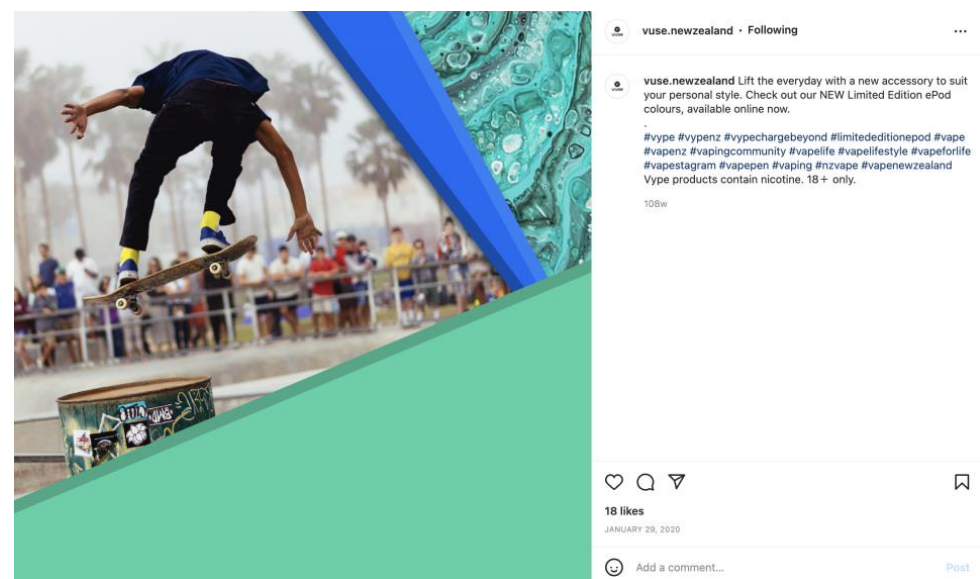 vuse.newzealand · Following
vuse.newzealand Lift the everyday with a new accessory to suit
your personal style. Check out our NEW Limited Edition ePod
colours, available online now.
.
#vype #vypenz #vypechargebeyond #limitededitionepod #vape
#vapenz #vapingcommunity #vapelife #vapelifestyle #vapeforlife
#vapestagram #vapepen #vaping #nzvape #vapenewzealand
Vype products contain nicotine. 18+ only.
108w
18 likes
JANUARY 29, 2020
Add a comment...
Post